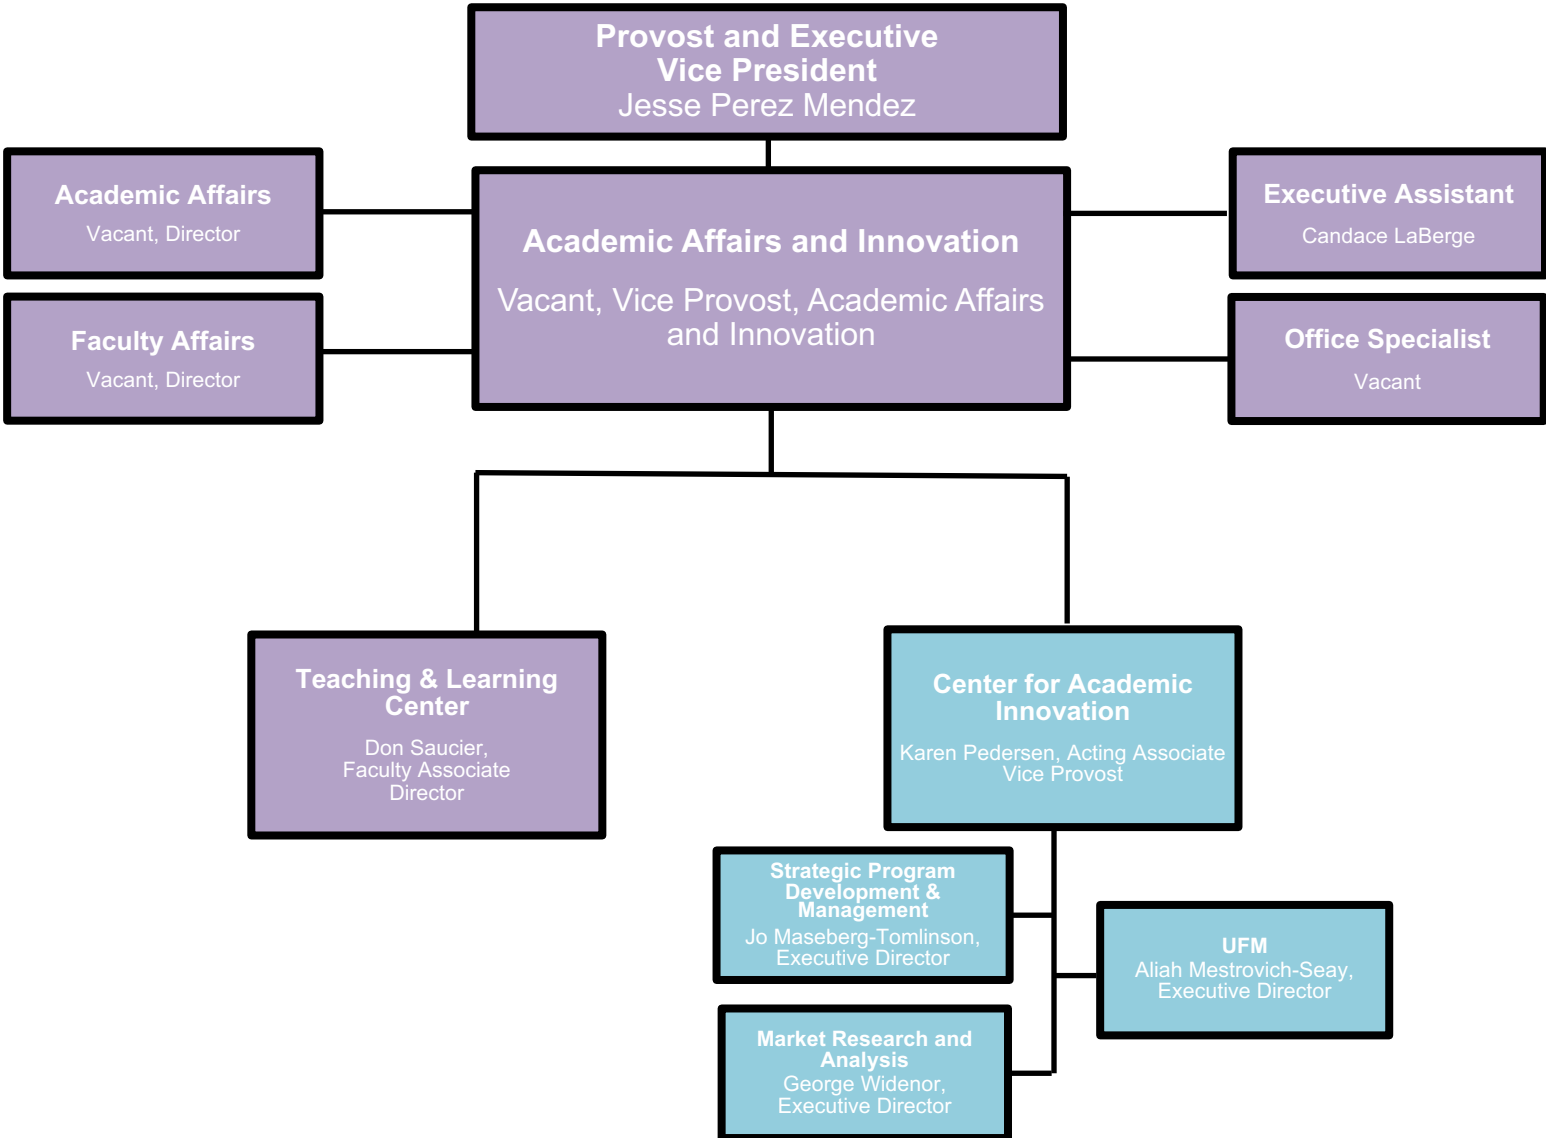 Provost and Executive
Vice President
Jesse Perez Mendez
Academic Affairs
Vacant, Director
Faculty Affairs
Vacant, Director
Academic Affairs and Innovation
Vacant, Vice Provost, Academic Affairs
and Innovation
Executive Assistant
Candace LaBerge
Office Specialist
Vacant
Teaching & Learning
Center
Don Saucier,
Faculty Associate
Director
Center for Academic
Innovation
Karen Pedersen, Acting Associate
Vice Provost
Strategic Program
Development &
Management
Jo Maseberg-Tomlinson,
Executive Director
UFM
Aliah Mestrovich-Seay,
Executive Director
Market Research and
Analysis
George Widenor,
Executive Director